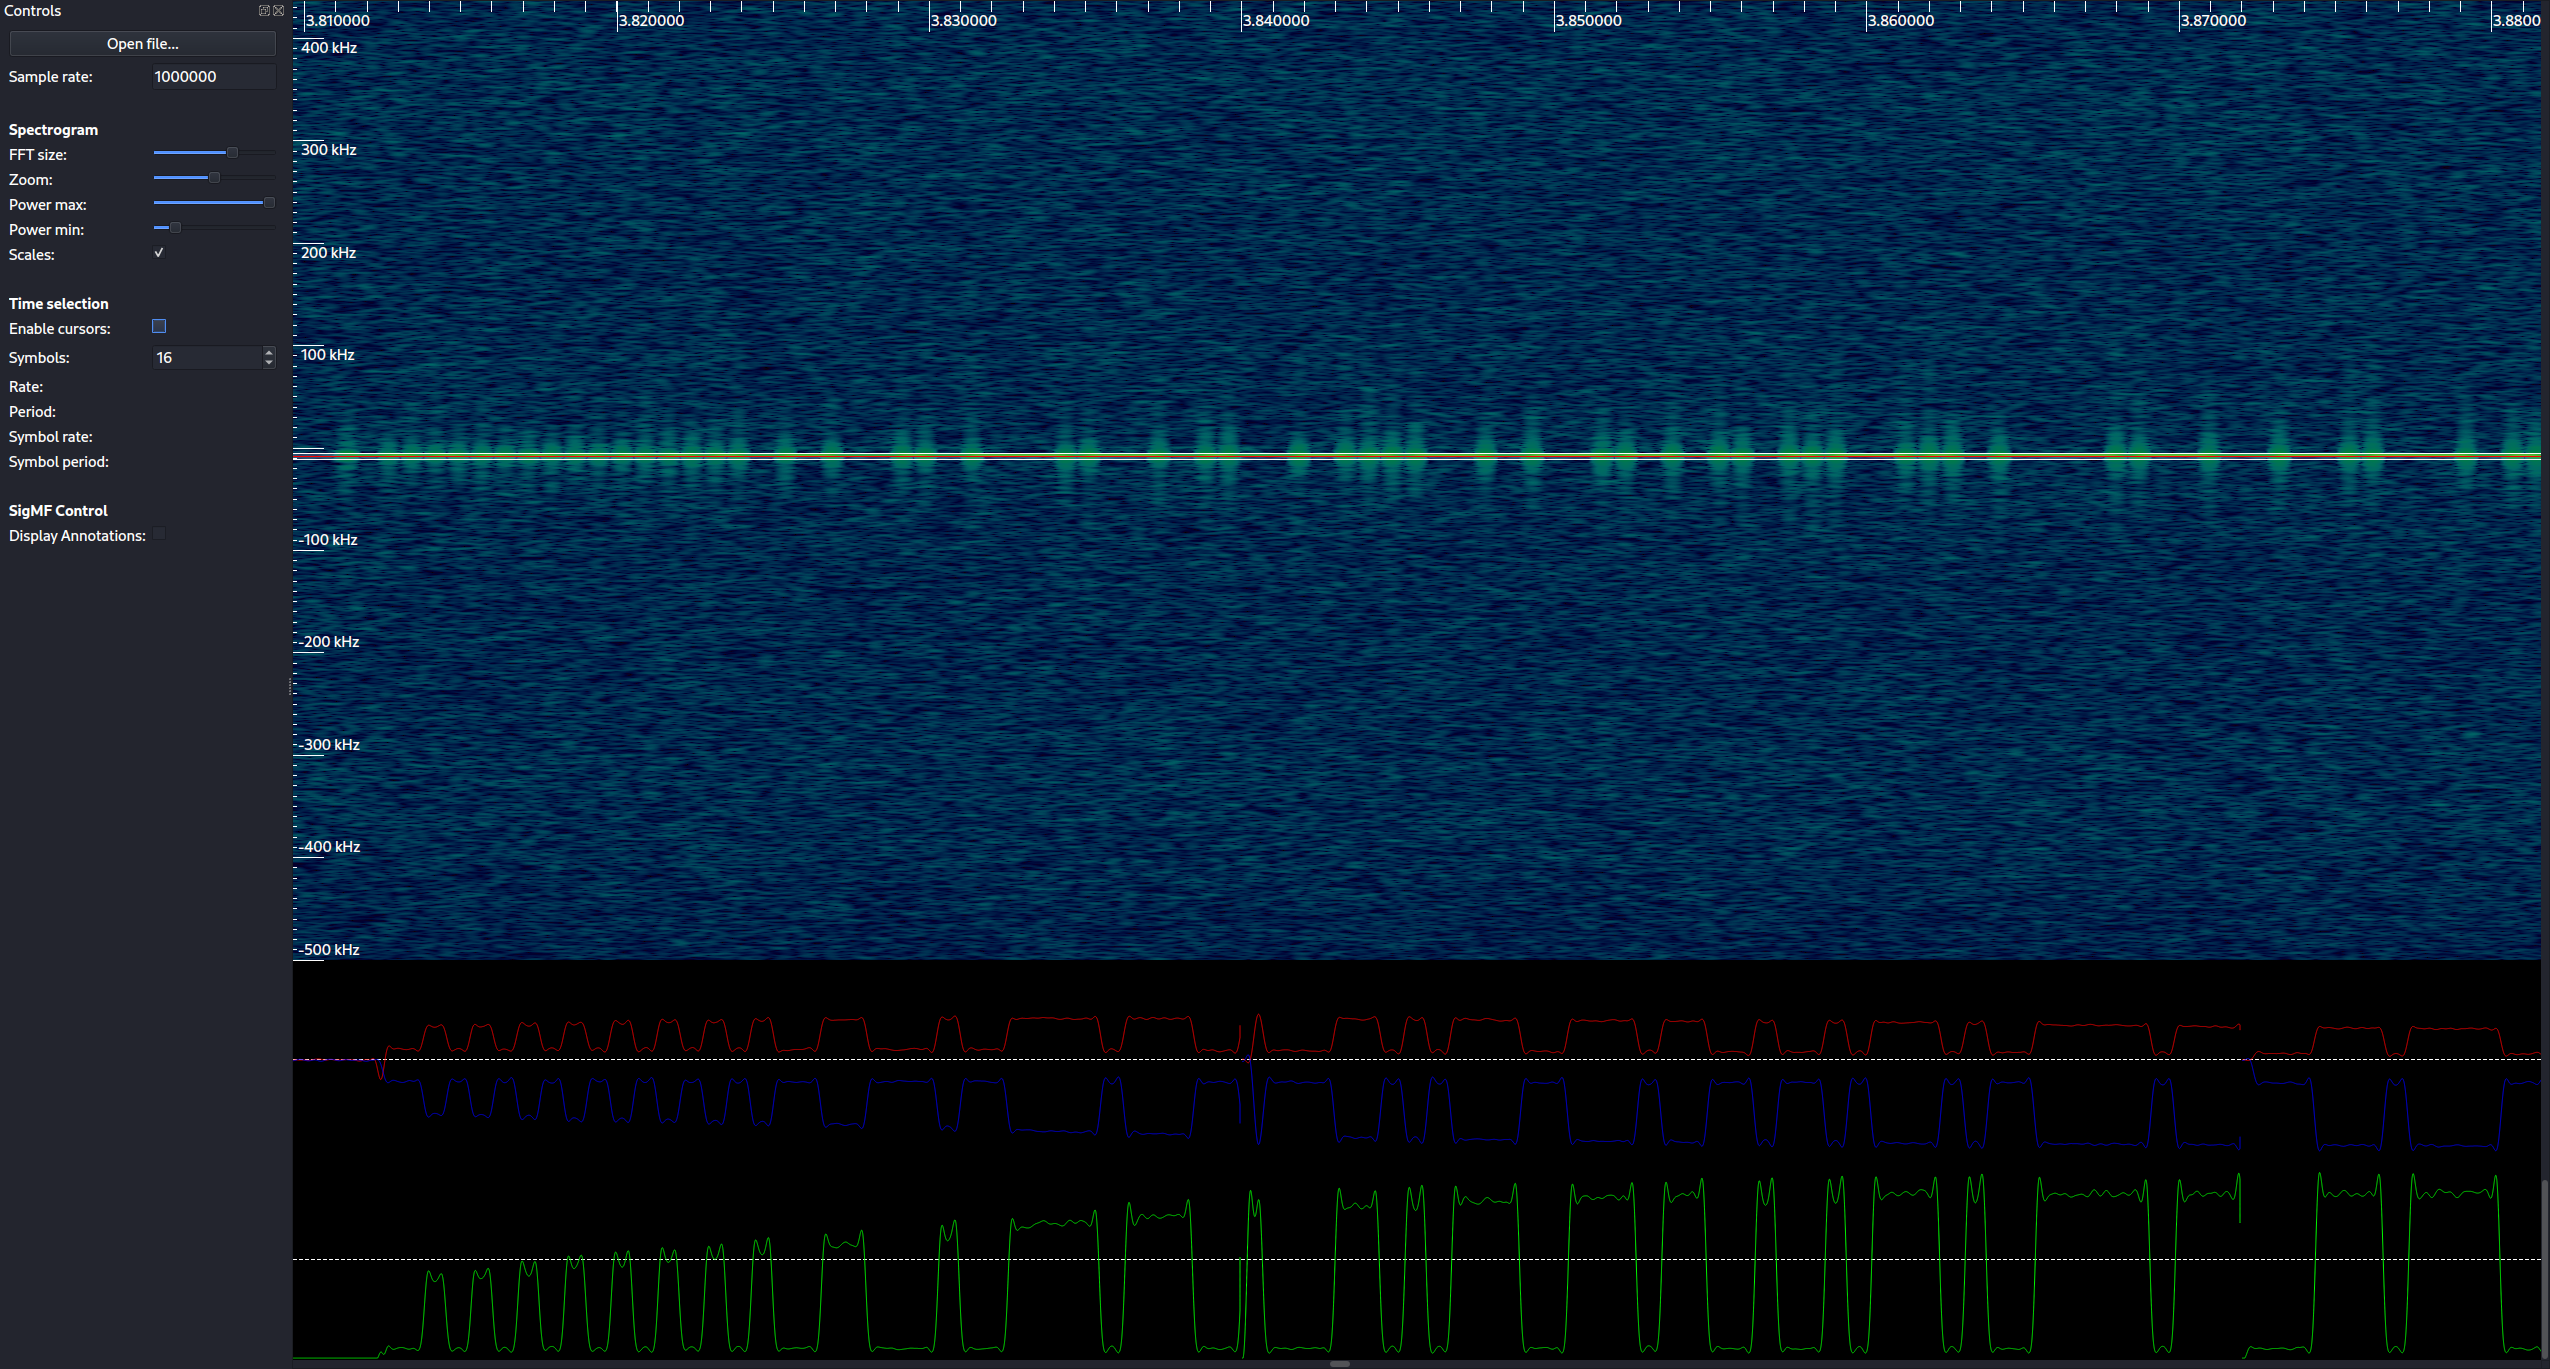 Controls
Open file...
Sample rate: 1000000
Spectrogram
FFT size:
Zoom:
Power max:
Power min:
Scales:
Time selection
Enable cursors:
Symbols: 16
Rate:
Period:
Symbol rate:
Symbol period:
SigMF Control
Display Annotations:
3.810000 3.820000 3.830000 3.840000 3.850000 3.860000 3.870000 3.8800
400 kHz
300 kHz
200 kHz
100 kHz
-100 kHz
-200 kHz
-300 kHz
-400 kHz
-500 kHz